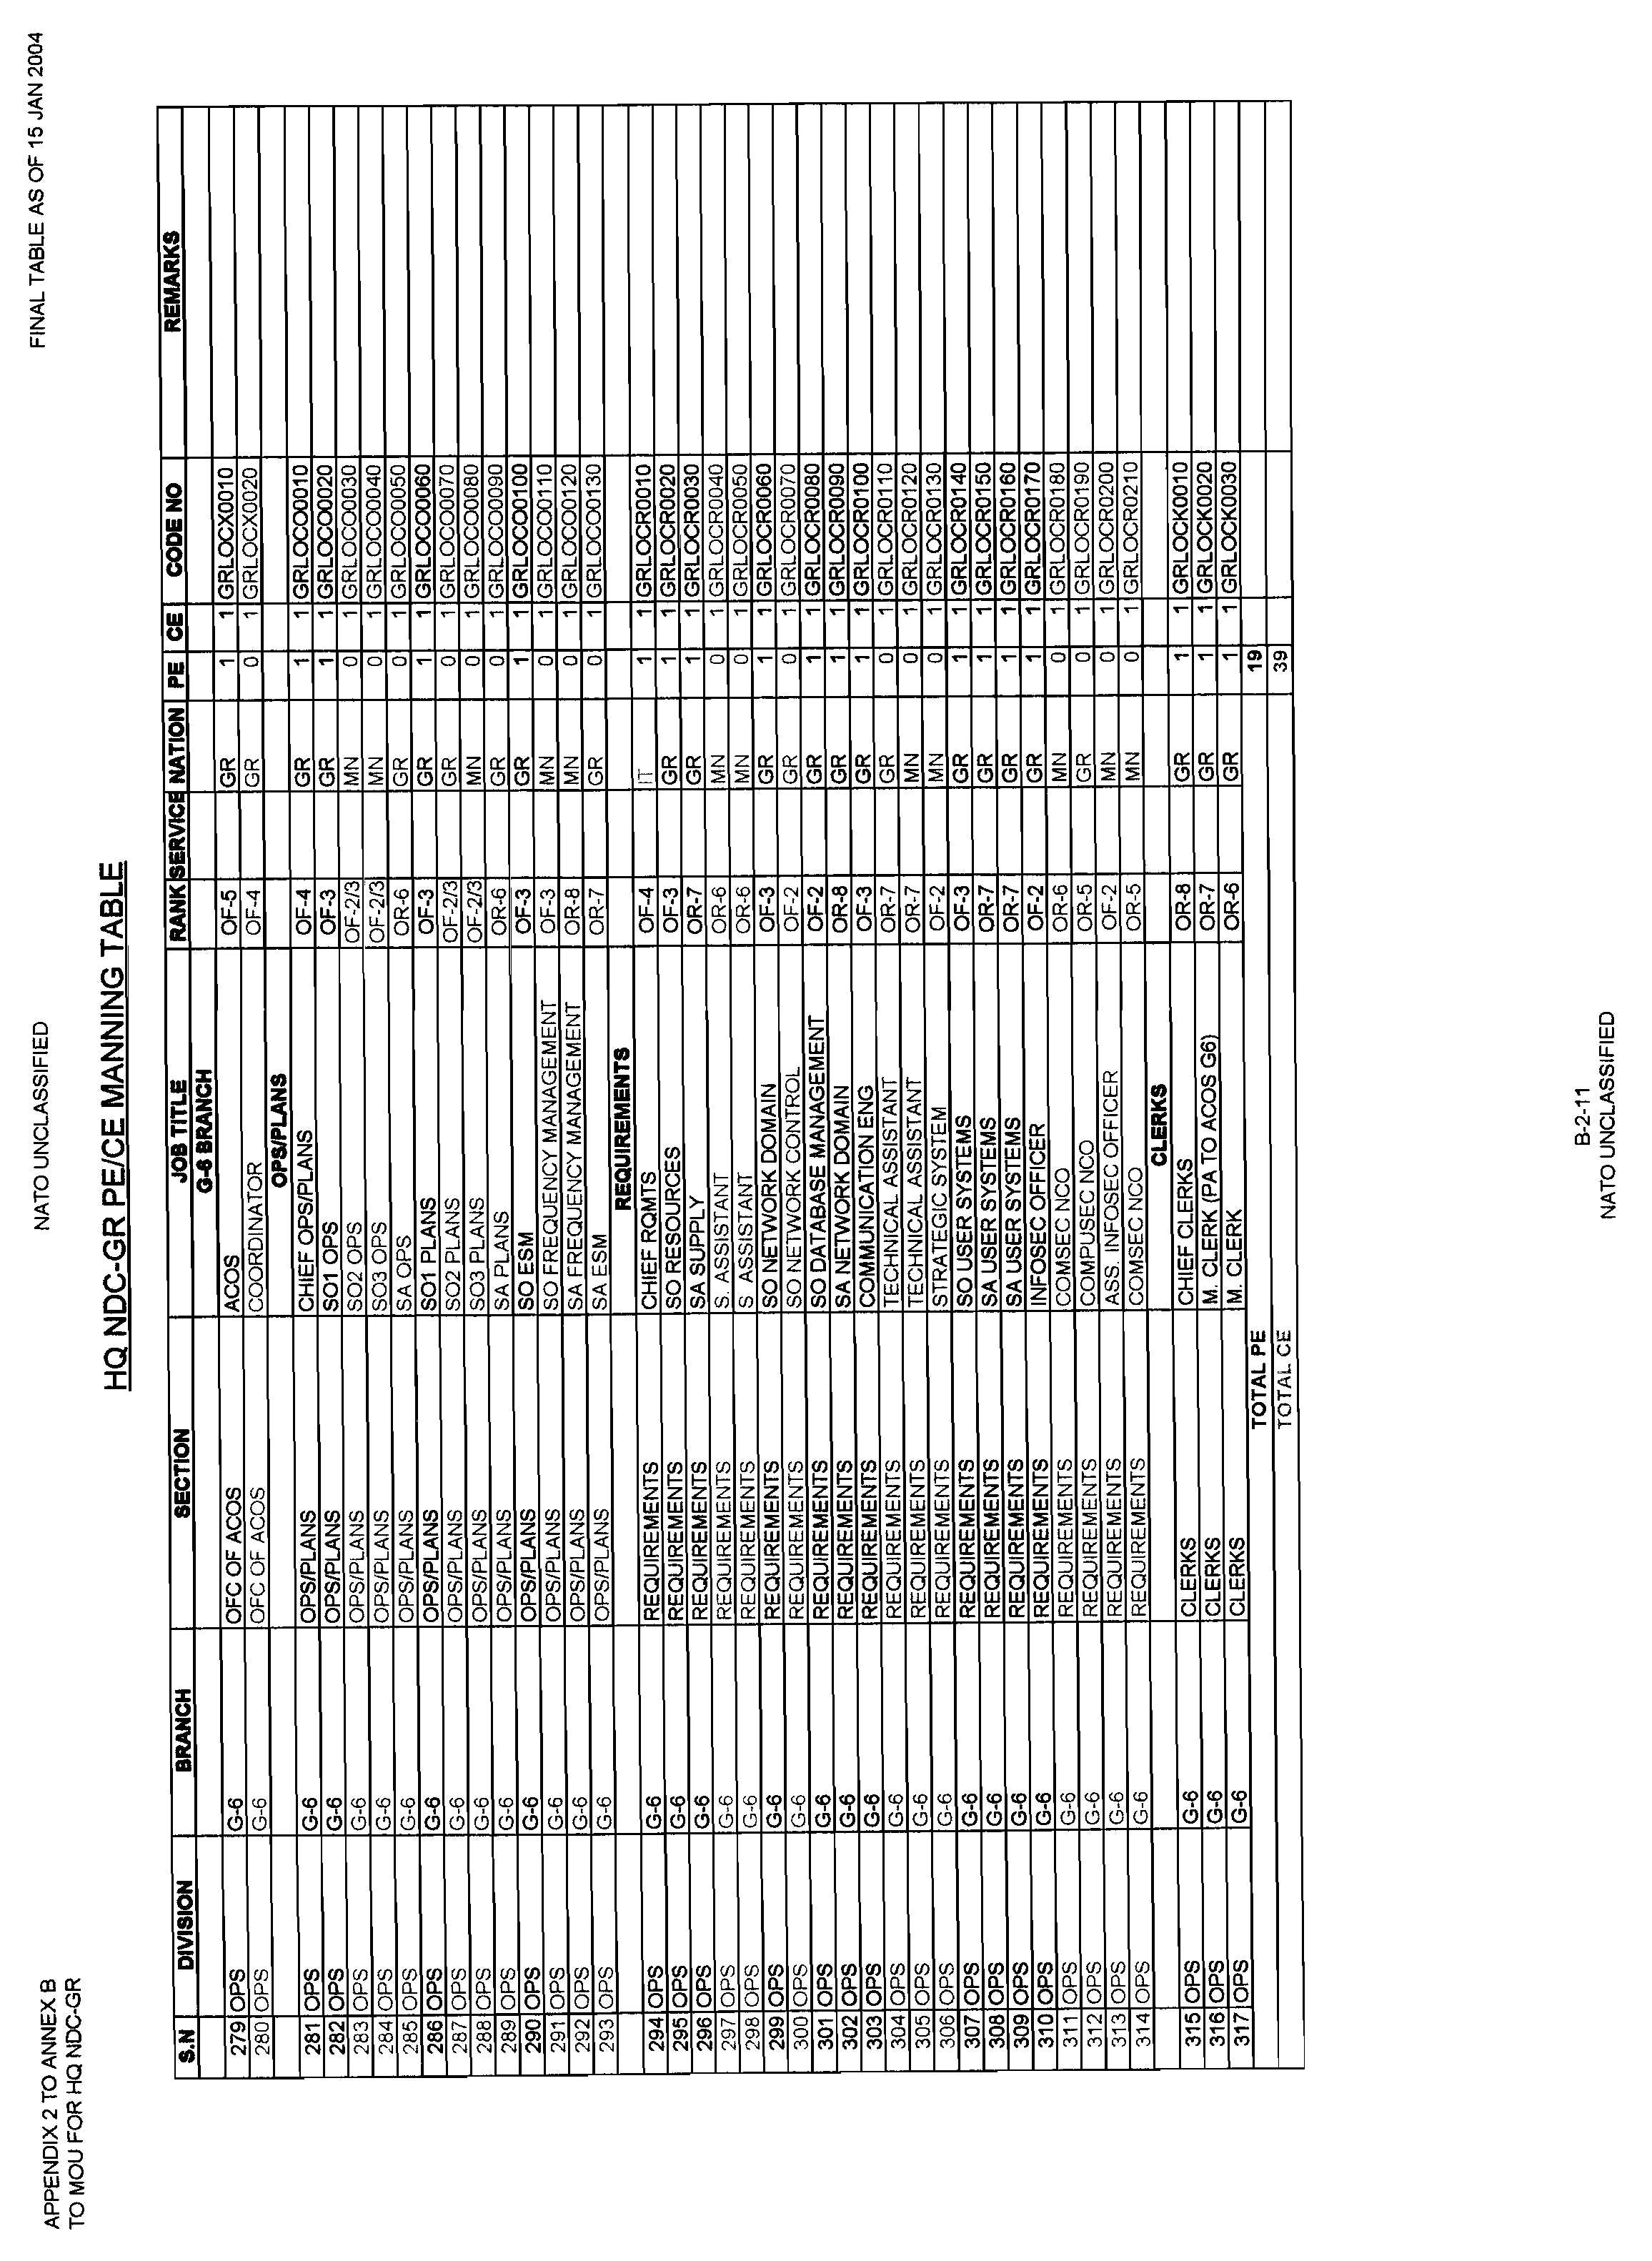 APPENDIX 2 TO ANNEX B
TO MOU FOR HQ NDC-GR
NATO UNCLASSIFIED
FINAL TABLE AS OF 15 JAN 2004
HQ NDC-GR PE/CE MANNING TABLE
S.N DIVISION BRANCH SECTION JOB TITLE RANK SERVICE NATION PE CE CODE NO REMARKS
G-6 BRANCH
279 OPS G-6 OFC OF ACOS ACOS OF-5 GR 1 1 GRLOCX0010
280 OPS G-6 OFC OF ACOS COORDINATOR OF-4 GR 0 1 GRLOCX0020
OPS/PLANS
281 OPS G-6 OPS/PLANS CHIEF OPS/PLANS OF-4 GR 1 1 GRLOCO0010
282 OPS G-6 OPS/PLANS SO1 OPS OF-3 GR 1 1 GRLOCO0020
283 OPS G-6 OPS/PLANS SO2 OPS OF-2/3 MN 0 1 GRLOCO0030
284 OPS G-6 OPS/PLANS SO3 OPS OF-2/3 MN 0 1 GRLOCO0040
285 OPS G-6 OPS/PLANS SA OPS OR-6 GR 0 1 GRLOCO0050
286 OPS G-6 OPS/PLANS SO1 PLANS OF-3 GR 1 1 GRLOCO0060
287 OPS G-6 OPS/PLANS SO2 PLANS OF-2/3 GR 0 1 GRLOCO0070
288 OPS G-6 OPS/PLANS SO3 PLANS OF-2/3 MN 0 1 GRLOCO0080
289 OPS G-6 OPS/PLANS SA PLANS OR-6 GR 0 1 GRLOCO0090
290 OPS G-6 OPS/PLANS SO ESM OF-3 GR 1 1 GRLOCO0100
291 OPS G-6 OPS/PLANS SO FREQUENCY MANAGEMENT OF-3 MN 0 1 GRLOCO0110
292 OPS G-6 OPS/PLANS SA FREQUENCY MANAGEMENT OR-8 MN 0 1 GRLOCO0120
293 OPS G-6 OPS/PLANS SA ESM OR-7 GR 0 1 GRLOCO0130
REQUIREMENTS
294 OPS G-6 REQUIREMENTS CHIEF RQMTS OF-4 IT 1 1 GRLOCR0010
295 OPS G-6 REQUIREMENTS SO RESOURCES OF-3 GR 1 1 GRLOCR0020
296 OPS G-6 REQUIREMENTS SA SUPPLY OR-7 GR 1 1 GRLOCR0030
297 OPS G-6 REQUIREMENTS S. ASSISTANT OR-6 MN 0 1 GRLOCR0040
298 OPS G-6 REQUIREMENTS S ASSISTANT OR-6 MN 0 1 GRLOCR0050
299 OPS G-6 REQUIREMENTS SO NETWORK DOMAIN OF-3 GR 1 1 GRLOCR0060
300 OPS G-6 REQUIREMENTS SO NETWORK CONTROL OF-2 GR 0 1 GRLOCR0070
301 OPS G-6 REQUIREMENTS SO DATABASE MANAGEMENT OF-2 GR 1 1 GRLOCR0080
302 OPS G-6 REQUIREMENTS SA NETWORK DOMAIN OR-8 GR 1 1 GRLOCR0090
303 OPS G-6 REQUIREMENTS COMMUNICATION ENG OF-3 GR 1 1 GRLOCR0100
304 OPS G-6 REQUIREMENTS TECHNICAL ASSISTANT OR-7 GR 0 1 GRLOCR0110
305 OPS G-6 REQUIREMENTS TECHNICAL ASSISTANT OR-7 MN 0 1 GRLOCR0120
306 OPS G-6 REQUIREMENTS STRATEGIC SYSTEM OF-2 MN 0 1 GRLOCR0130
307 OPS G-6 REQUIREMENTS SO USER SYSTEMS OF-3 GR 1 1 GRLOCR0140
308 OPS G-6 REQUIREMENTS SA USER SYSTEMS OR-7 GR 1 1 GRLOCR0150
309 OPS G-6 REQUIREMENTS SA USER SYSTEMS OR-7 GR 1 1 GRLOCR0160
310 OPS G-6 REQUIREMENTS INFOSEC OFFICER OF-2 GR 1 1 GRLOCR0170
311 OPS G-6 REQUIREMENTS COMSEC NCO OR-6 MN 0 1 GRLOCR0180
312 OPS G-6 REQUIREMENTS COMPUSEC NCO OR-5 GR 0 1 GRLOCR0190
313 OPS G-6 REQUIREMENTS ASS. INFOSEC OFFICER OF-2 MN 0 1 GRLOCR0200
314 OPS G-6 REQUIREMENTS COMSEC NCO OR-5 MN 0 1 GRLOCR0210
CLERKS
315 OPS G-6 CLERKS CHIEF CLERKS OR-8 GR 1 1 GRLOCK0010
316 OPS G-6 CLERKS M. CLERK (PA TO ACOS G6) OR-7 GR 1 1 GRLOCK0020
317 OPS G-6 CLERKS M. CLERK OR-6 GR 1 1 GRLOCK0030
TOTAL PE 19
TOTAL CE 39
B-2-11
NATO UNCLASSIFIED